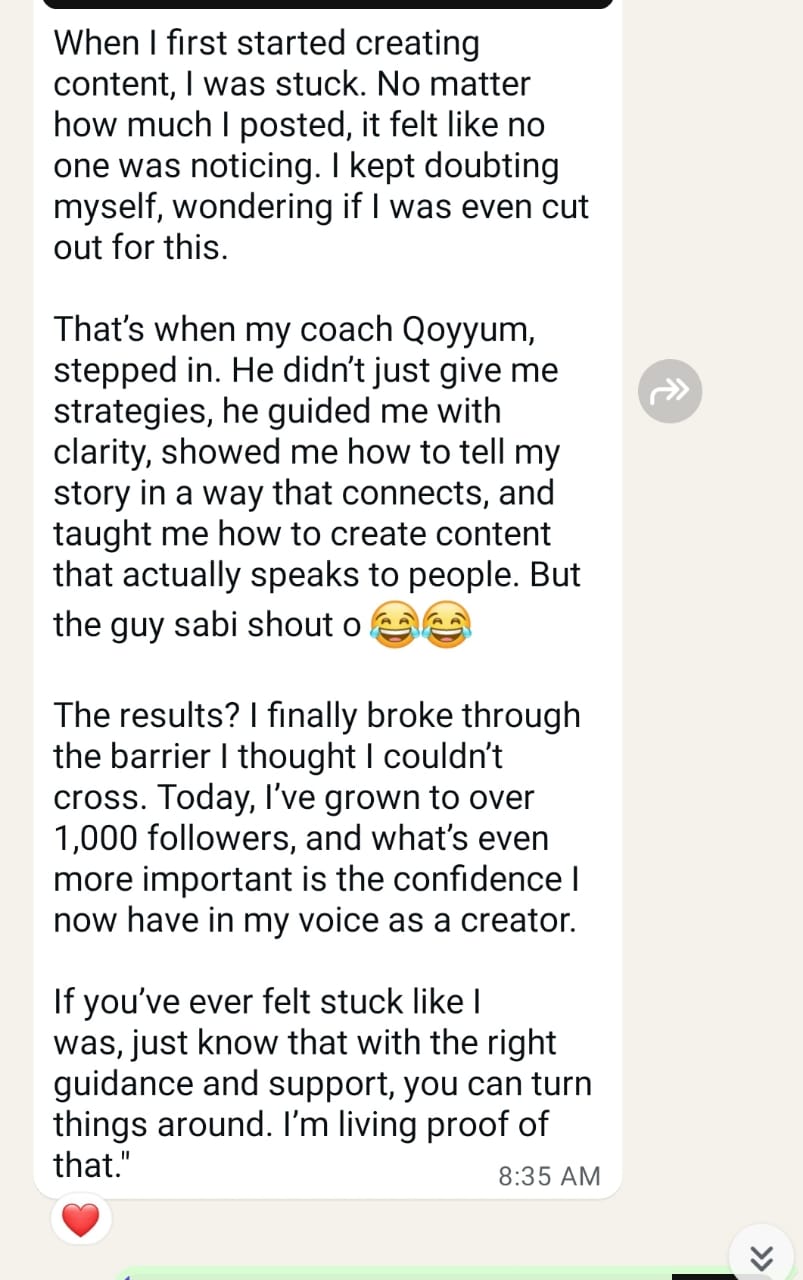 When I first started creating
content, I was stuck. No matter
how much I posted, it felt like no
one was noticing. I kept doubting
myself, wondering if I was even cut
out for this.
That’s when my coach Qoyyum,
stepped in. He didn’t just give me
strategies, he guided me with
clarity, showed me how to tell my
story in a way that connects, and
taught me how to create content
that actually speaks to people. But
the guy sabi shout o 😂😂
The results? I finally broke through
the barrier I thought I couldn’t
cross. Today, I’ve grown to over
1,000 followers, and what’s even
more important is the confidence I
now have in my voice as a creator.
If you’ve ever felt stuck like I
was, just know that with the right
guidance and support, you can turn
things around. I’m living proof of
that."
8:35 AM